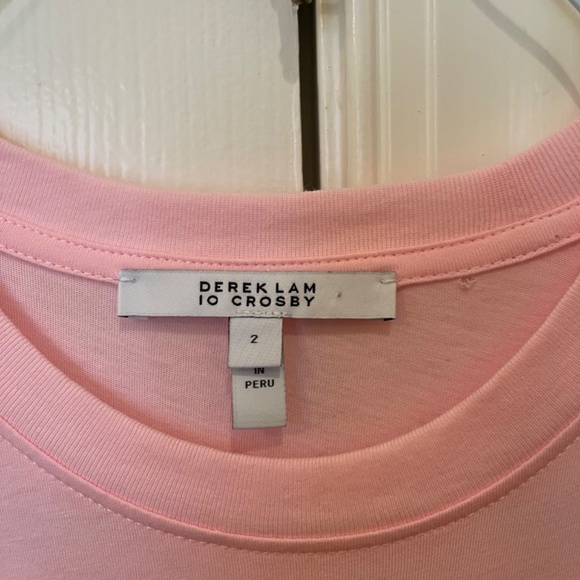 DEREK LAM
10 CROSBY
2
IN
PERU